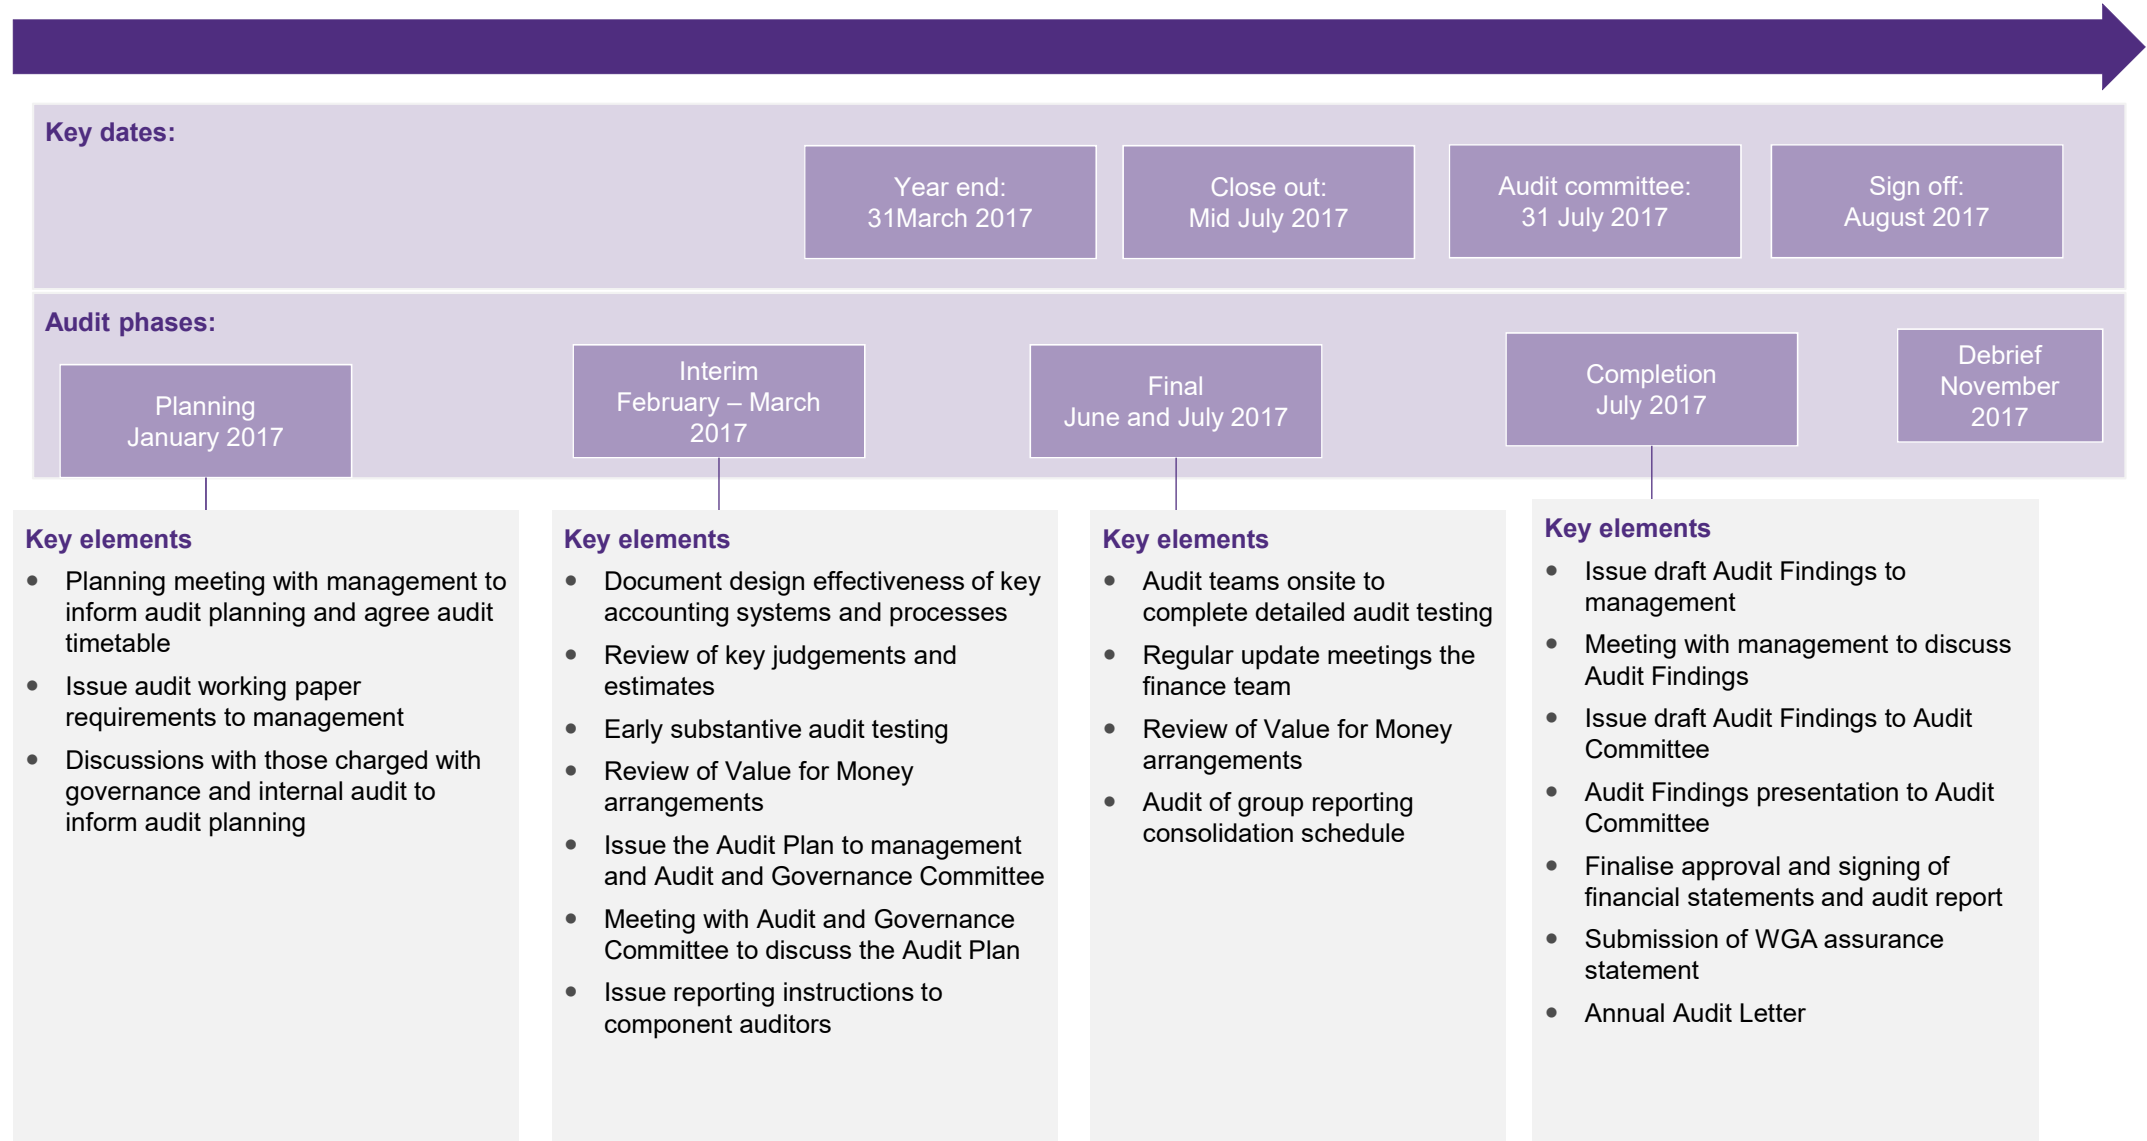 Key dates:
Year end:
31March 2017
Close out:
Mid July 2017
Audit committee:
31 July 2017
Sign off:
August 2017
Audit phases:
Planning
January 2017
Interim
February – March
2017
Final
June and July 2017
Completion
July 2017
Debrief
November
2017
Key elements
• Planning meeting with management to
inform audit planning and agree audit
timetable
• Issue audit working paper
requirements to management
• Discussions with those charged with
governance and internal audit to
inform audit planning
Key elements
• Document design effectiveness of key
accounting systems and processes
• Review of key judgements and
estimates
• Early substantive audit testing
• Review of Value for Money
arrangements
• Issue the Audit Plan to management
and Audit and Governance Committee
• Meeting with Audit and Governance
Committee to discuss the Audit Plan
• Issue reporting instructions to
component auditors
Key elements
• Audit teams onsite to
complete detailed audit testing
• Regular update meetings the
finance team
• Review of Value for Money
arrangements
• Audit of group reporting
consolidation schedule
Key elements
• Issue draft Audit Findings to
management
• Meeting with management to discuss
Audit Findings
• Issue draft Audit Findings to Audit
Committee
• Audit Findings presentation to Audit
Committee
• Finalise approval and signing of
financial statements and audit report
• Submission of WGA assurance
statement
• Annual Audit Letter